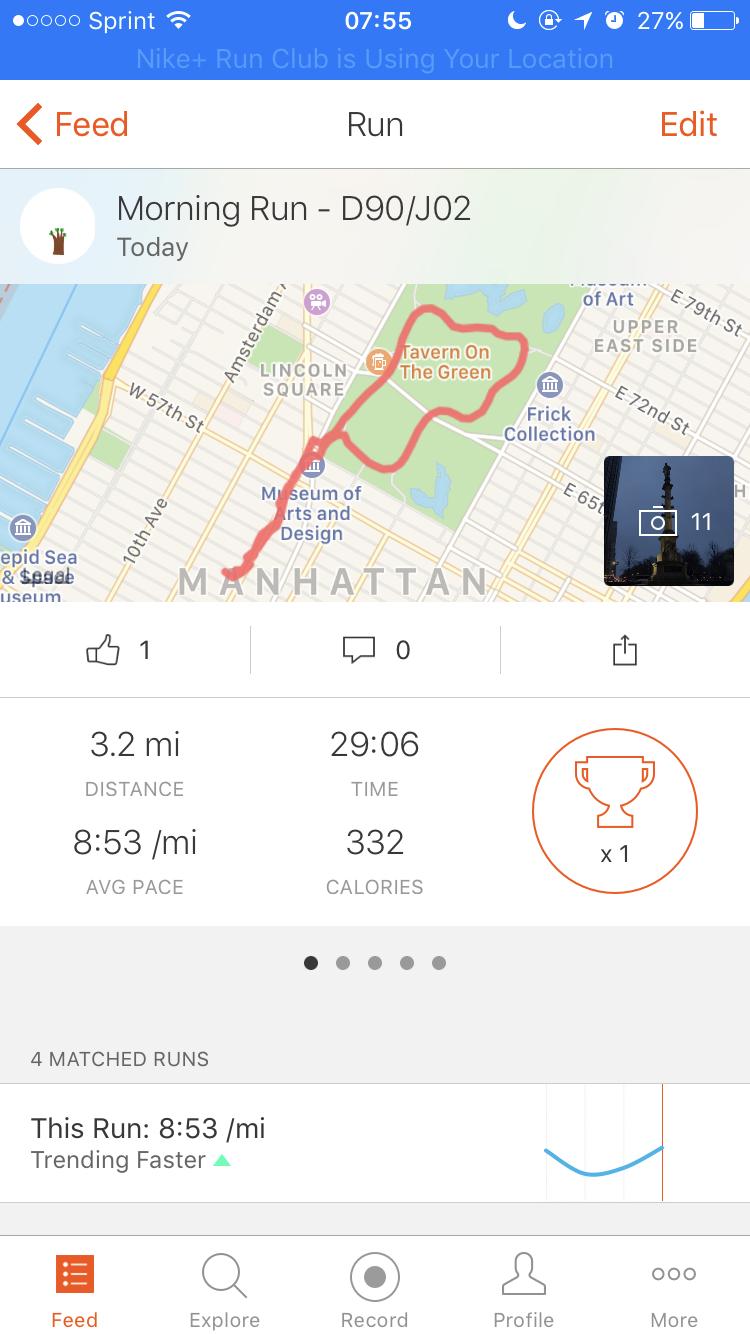 Sprint 07:55 27%
Nike+ Run Club is Using Your Location
Feed Run Edit
Morning Run - D90/J02
Today
of Art
E 79th St
UPPER
EAST SIDE
Amsterdam
LINCOLN
SQUARE
Tavern On
The Green
W 57th St
Frick
Collection
E 72nd St
Museum of
Arts and
Design
E 65t
H
11
10th Ave
epid Sea
& Space
useum
Legal
MANHATTAN
1 0
3.2 mi 29:06
DISTANCE TIME
8:53 /mi 332
AVG PACE CALORIES
x 1
4 MATCHED RUNS
This Run: 8:53 /mi
Trending Faster
Feed Explore Record Profile More